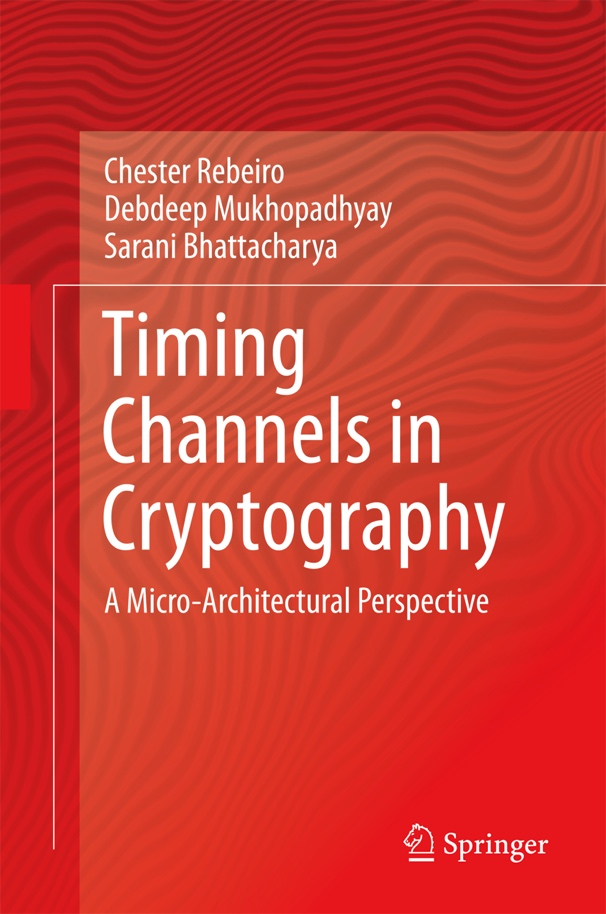 Chester Rebeiro
Debdeep Mukhopadhyay
Sarani Bhattacharya
Timing
Channels in
Cryptography
A Micro-Architectural Perspective
Springer